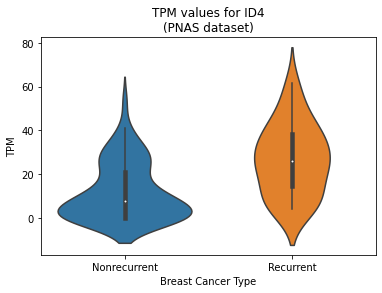 TPM values for ID4
(PNAS dataset)
80
60
40
20
0
TPM
Nonrecurrent
Recurrent
Breast Cancer Type